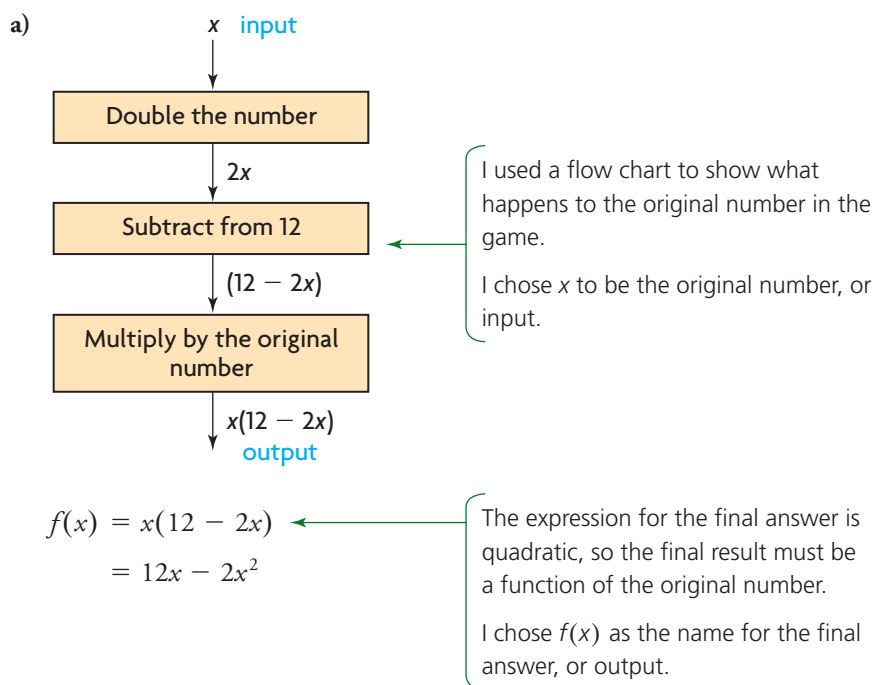 a)
x input
Double the number
2x
Subtract from 12
(12 − 2x)
Multiply by the original
number
x(12 − 2x)
output
I used a flow chart to show what
happens to the original number in the
game.
I chose x to be the original number, or
input.
f(x) = x(12 − 2x)
= 12x − 2x²
The expression for the final answer is
quadratic, so the final result must be
a function of the original number.
I chose f(x) as the name for the final
answer, or output.